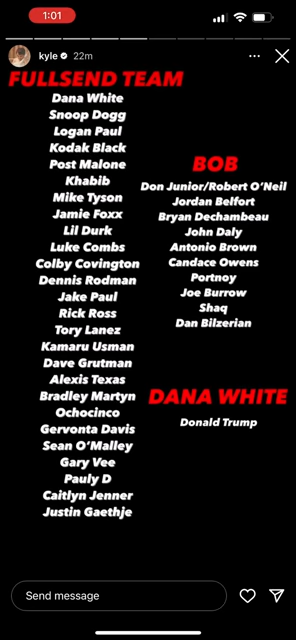 1:01
kyle 22m
FULLSEND TEAM
Dana White
Snoop Dogg
Logan Paul
Kodak Black
Post Malone
Khabib
Mike Tyson
Jamie Foxx
Lil Durk
Luke Combs
Colby Covington
Dennis Rodman
Jake Paul
Rick Ross
Tory Lanez
Kamaru Usman
Dave Grutman
Alexis Texas
Bradley Martyn
Ochocinco
Gervonta Davis
Sean O'Malley
Gary Vee
Pauly D
Caitlyn Jenner
Justin Gaethje
BOB
Don Junior/Robert O'Neil
Jordan Belfort
Bryan Dechambeau
John Daly
Antonio Brown
Candace Owens
Portnoy
Joe Burrow
Shaq
Dan Bilzerian
DANA WHITE
Donald Trump
Send message